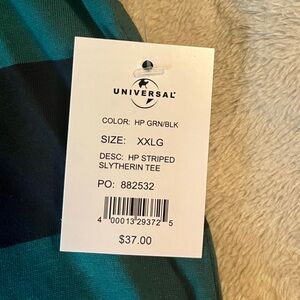 UNIVERSAL
COLOR: HP GRN/BLK
SIZE: XXLG
DESC: HP STRIPED
SLYTHERIN TEE
PO: 882532
4 00013 29372 5
$37.00